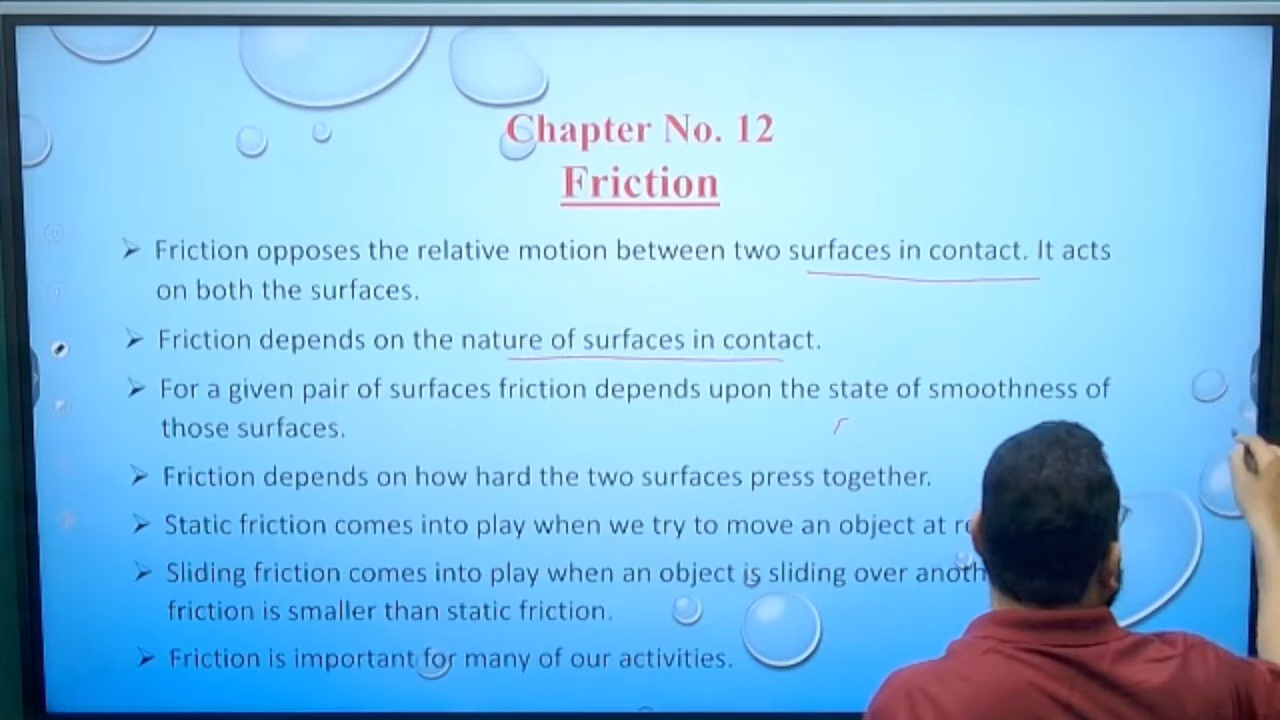 Chapter No. 12
Friction
➢ Friction opposes the relative motion between two surfaces in contact. It acts
on both the surfaces.
➢ Friction depends on the nature of surfaces in contact.
➢ For a given pair of surfaces friction depends upon the state of smoothness of
those surfaces.
➢ Friction depends on how hard the two surfaces press together.
➢ Static friction comes into play when we try to move an object at
➢ Sliding friction comes into play when an object is sliding over
friction is smaller than static friction.
➢ Friction is important for many of our activities.